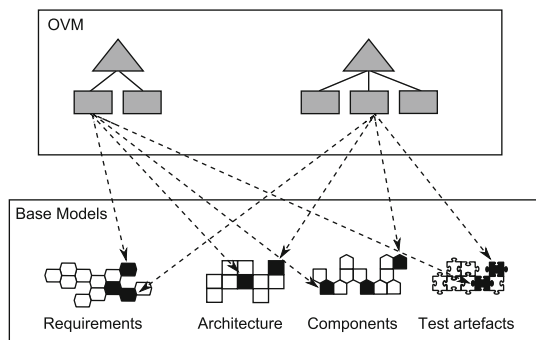 OVM
Base Models
Requirements
Architecture
Components
Test artefacts